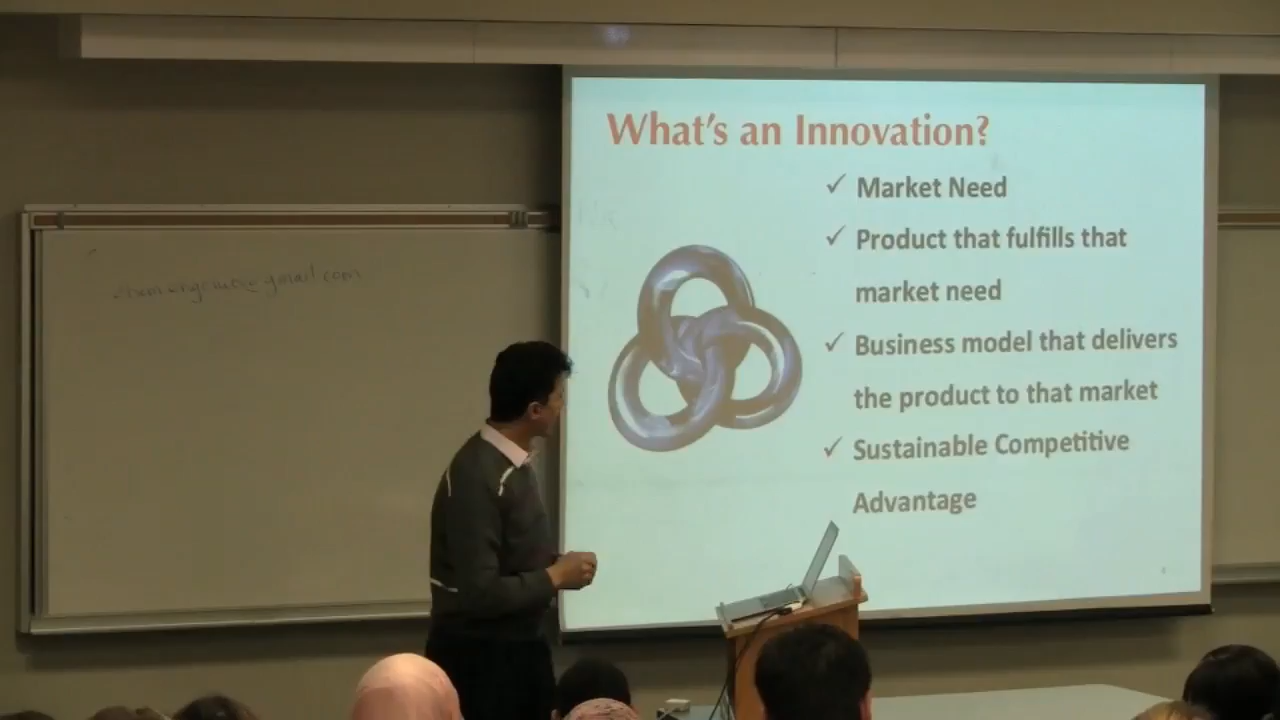 What's an Innovation?
✓ Market Need
✓ Product that fulfills that
market need
✓ Business model that delivers
the product to that market
✓ Sustainable Competitive
Advantage